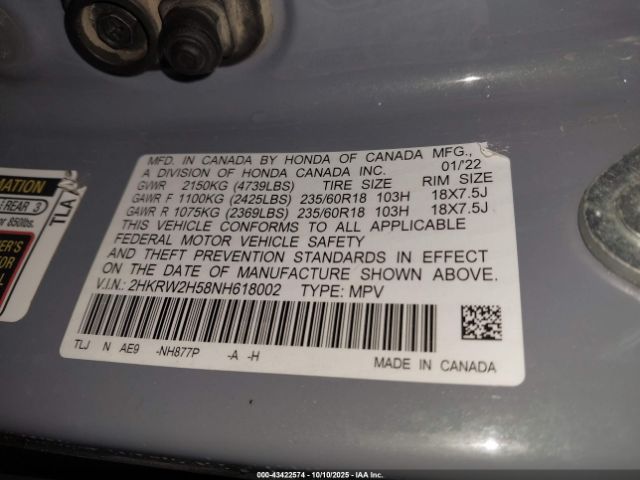 MFD. IN CANADA BY HONDA OF CANADA MFG.,
A DIVISION OF HONDA CANADA INC. 01/'22
GVWR 2150KG (4739LBS) TIRE SIZE RIM SIZE
GAWR F 1100KG (2425LBS) 235/60R18 103H 18X7.5J
GAWR R 1075KG (2369LBS) 235/60R18 103H 18X7.5J
THIS VEHICLE CONFORMS TO ALL APPLICABLE
FEDERAL MOTOR VEHICLE SAFETY
AND THEFT PREVENTION STANDARDS IN EFFECT
ON THE DATE OF MANUFACTURE SHOWN ABOVE.
V.I.N.: 2HKRW2H58NH618002 TYPE: MPV
TLJ N AE9 -NH877P -A -H
MADE IN CANADA
REAR 3
or 850lbs.
TLA
000-43422574 - 10/10/2025 - IAA Inc.